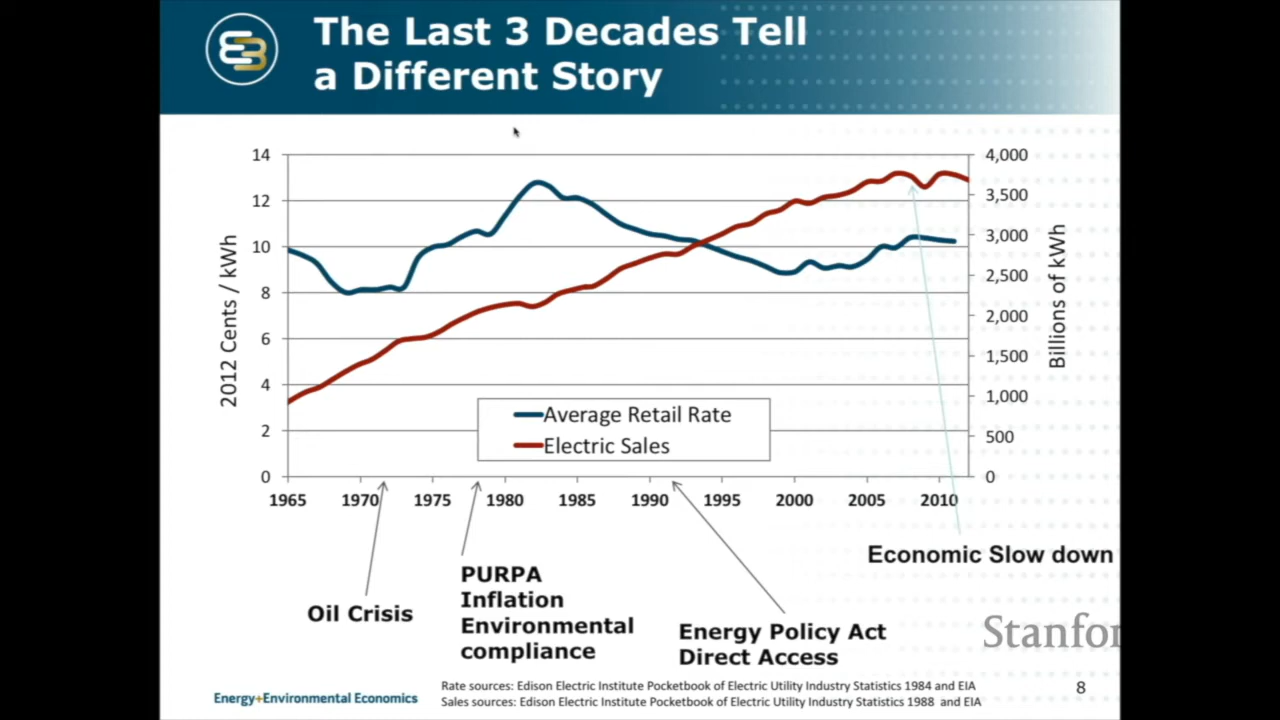 The Last 3 Decades Tell
a Different Story
14
12
10
8
6
4
2
0
2012 Cents / kWh
4,000
3,500
3,000
2,500
2,000
1,500
1,000
500
0
Billions of kWh
Average Retail Rate
Electric Sales
1965 1970 1975 1980 1985 1990 1995 2000 2005 2010
Oil Crisis
PURPA
Inflation
Environmental
compliance
Energy Policy Act
Direct Access
Economic Slow down
Stanfor
Energy+Environmental Economics
Rate sources: Edison Electric Institute Pocketbook of Electric Utility Industry Statistics 1984 and EIA
Sales sources: Edison Electric Institute Pocketbook of Electric Utility Industry Statistics 1988 and EIA
8